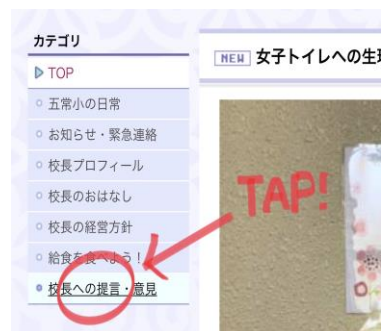 カテゴリ
TOP
五常小の日常
お知らせ・緊急連絡
校長プロフィール
校長のおはなし
校長の経営方針
給食を食べよう！
校長への提言・意見
NEW 女子トイレへの生理
TAP!